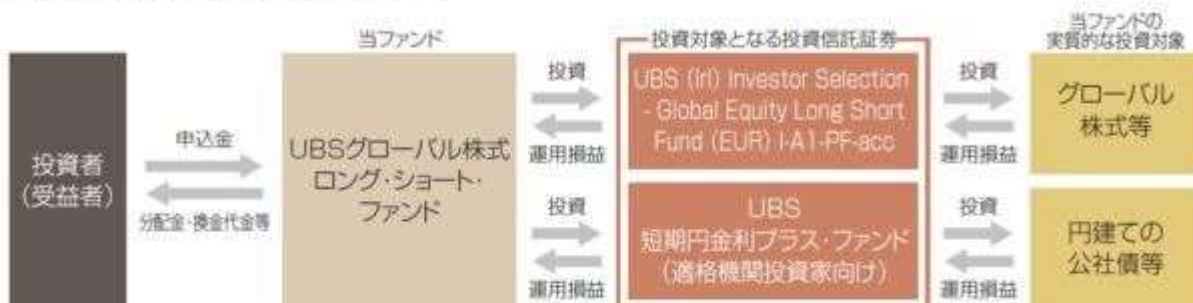 当ファンド
投資対象となる投資信託証券
当ファンドの
実質的な投資対象
投資者
(受益者)
申込金
分配金・換金代金等
UBSグローバル株式
ロング・ショート・
ファンド
投資
運用損益
投資
運用損益
UBS (Irl) Investor Selection
- Global Equity Long Short
Fund (EUR) I-A1-PF-acc
UBS
短期円金利プラス・ファンド
(適格機関投資家向け)
投資
運用損益
投資
運用損益
グローバル
株式等
円建ての
公社債等